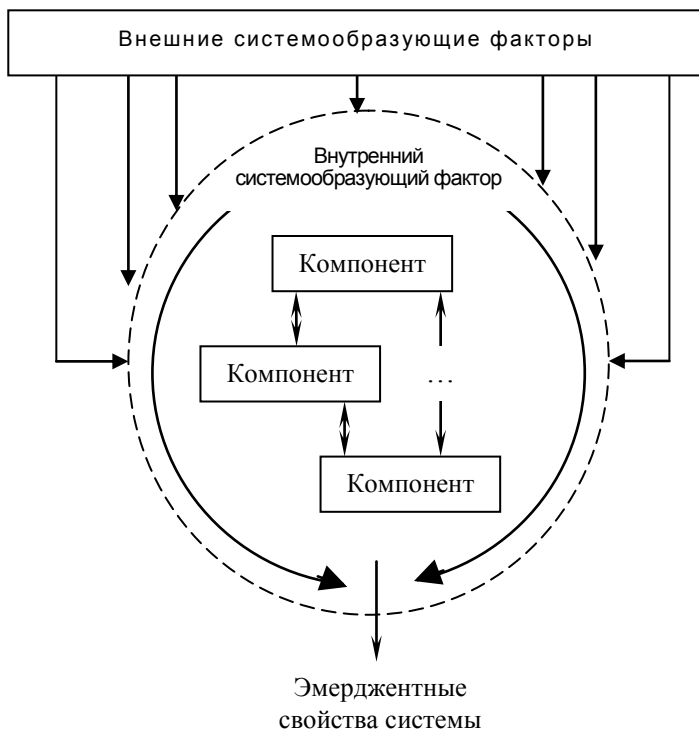 Внешние системообразующие факторы
Внутренний
системообразующий фактор
Компонент
Компонент
...
Компонент
Эмерджентные
свойства системы